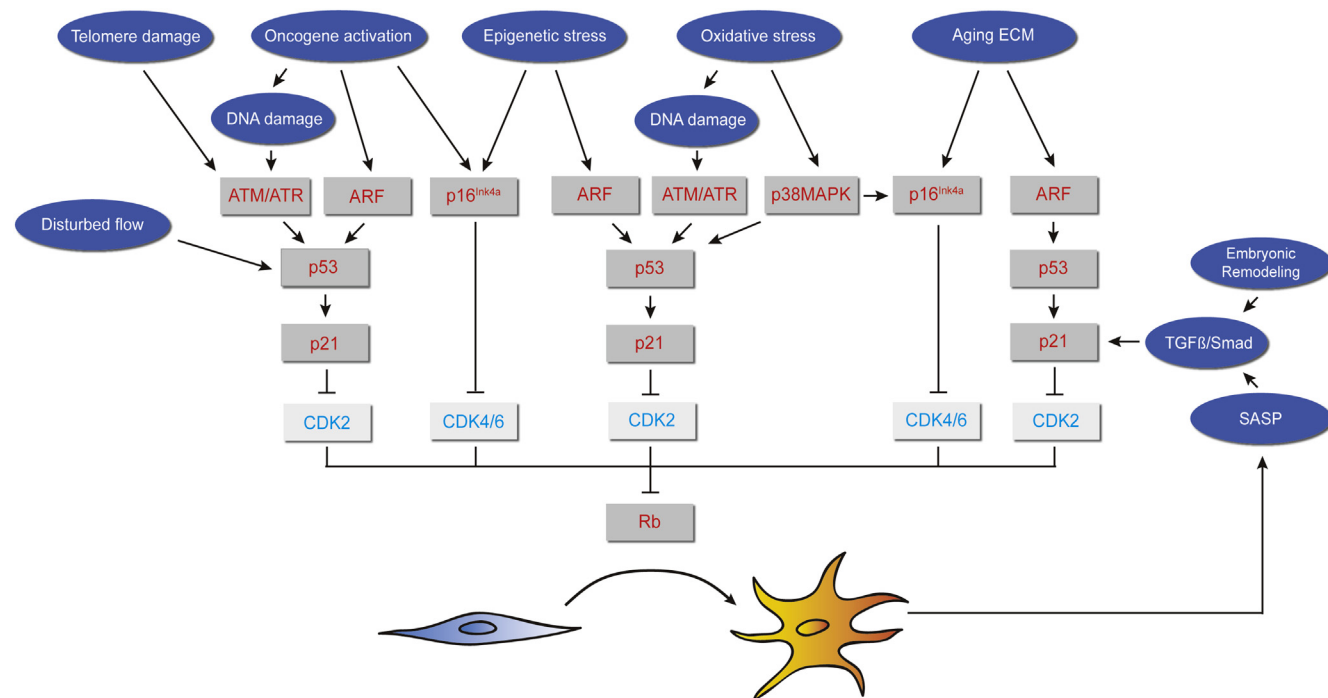 Telomere damage
Oncogene activation
Epigenetic stress
Oxidative stress
Aging ECM
DNA damage
DNA damage
ATM/ATR
ARF
p16Ink4a
ARF
ATM/ATR
p38MAPK
p16Ink4a
ARF
Disturbed flow
p53
p53
p53
Embryonic
Remodeling
p21
p21
p21
TGFß/Smad
CDK2
CDK4/6
CDK2
CDK4/6
CDK2
SASP
Rb